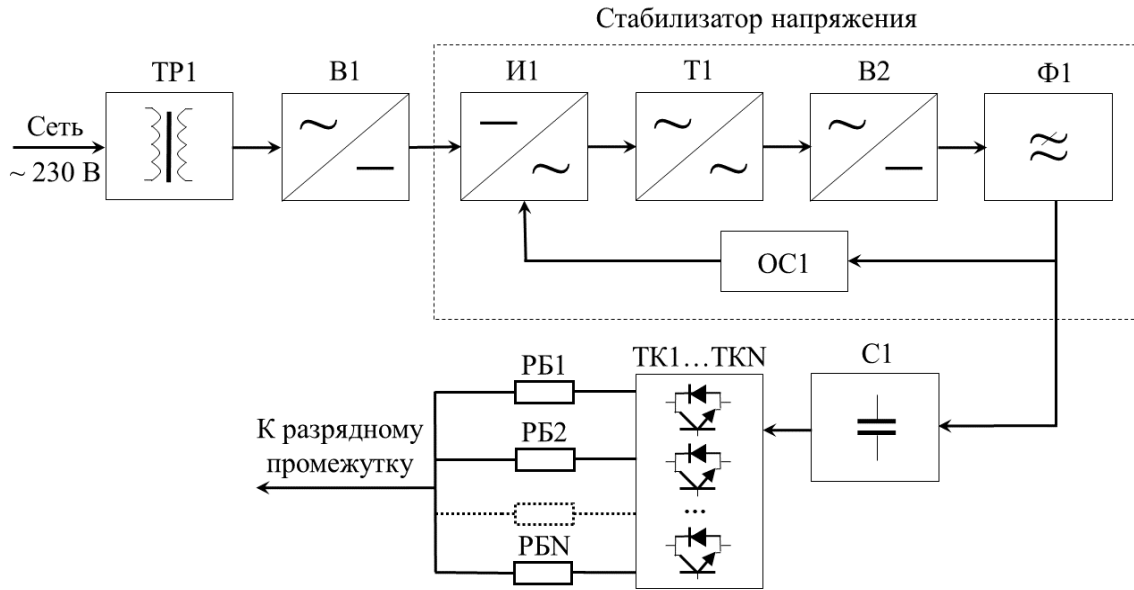 Стабилизатор напряжения
ТР1
В1
И1
Т1
В2
Ф1
Сеть
~ 230 В
ОС1
РБ1
ТК1…ТКN
С1
К разрядному
промежутку
РБ2
...
РБN